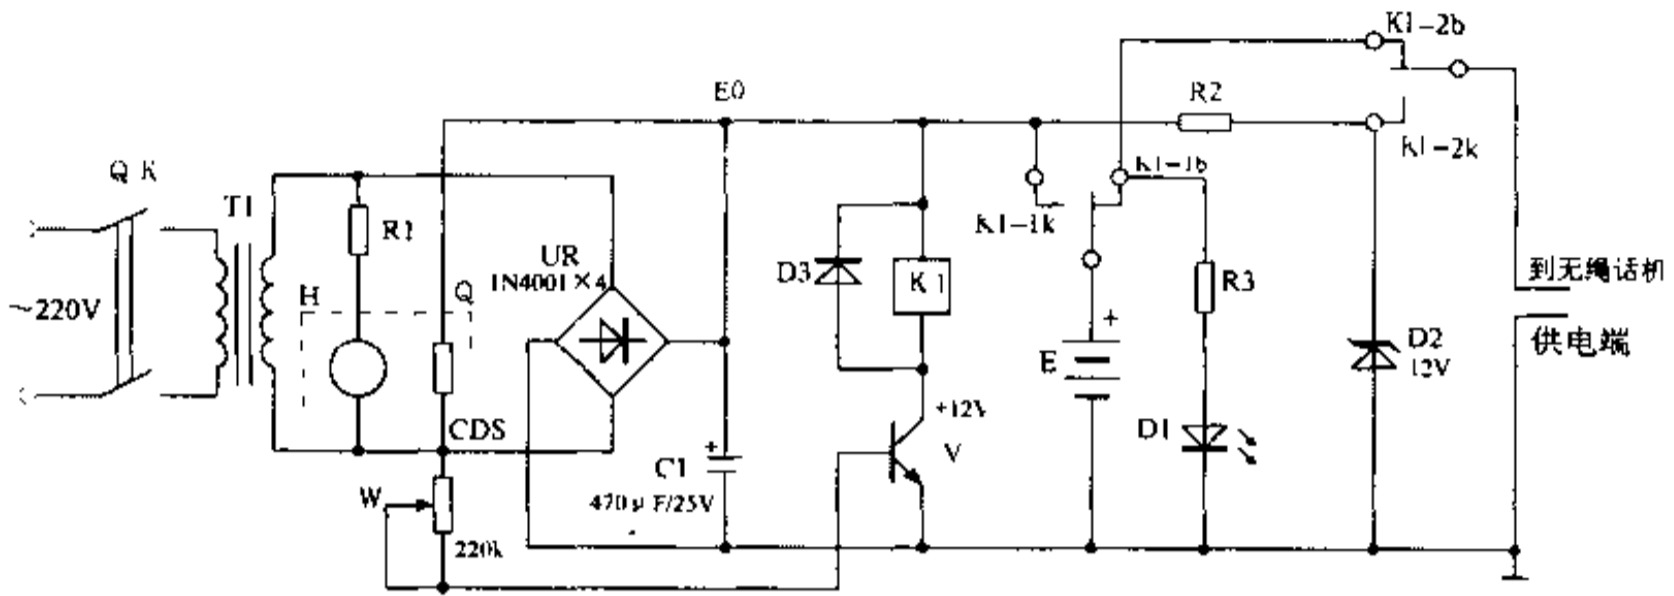 K1-2b
E0
R2
K1-2k
Q K
K1-1b
T1
R1
K1-1k
UR
1N4001×4
D3
K1
R3
到无绳话机
H
Q
~220V
+
E
D2
12V
供电端
CDS
+12V
D1
V
+
C1
W
470μF/25V
220k